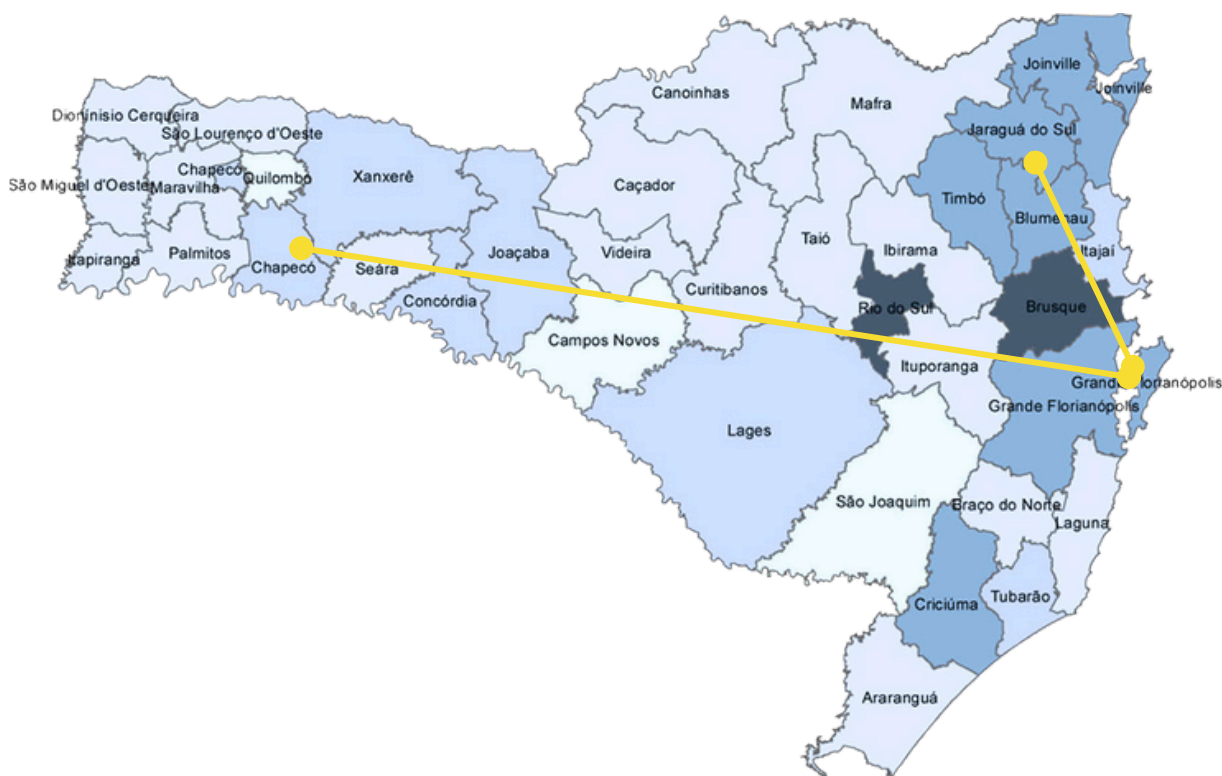 Joinville
Joinville
Canoinhas
Mafra
Dionínisio Cerqueira
São Lourenço d'Oeste
Jaraguá do Sul
Chapecó
Quilombo
Xanxerê
São Miguel d'Oeste
Maravilha
Caçador
Timbó
Blumenau
Taió
Ibirama
Itajaí
Itapiranga
Palmitos
Chapecó
Seára
Joaçaba
Videira
Concórdia
Curitibanos
Rio do Sul
Brusque
Campos Novos
Ituporanga
Grande Florianópolis
Grande Florianópolis
Lages
São Joaquim
Braço do Norte
Laguna
Criciúma
Tubarão
Araranguá